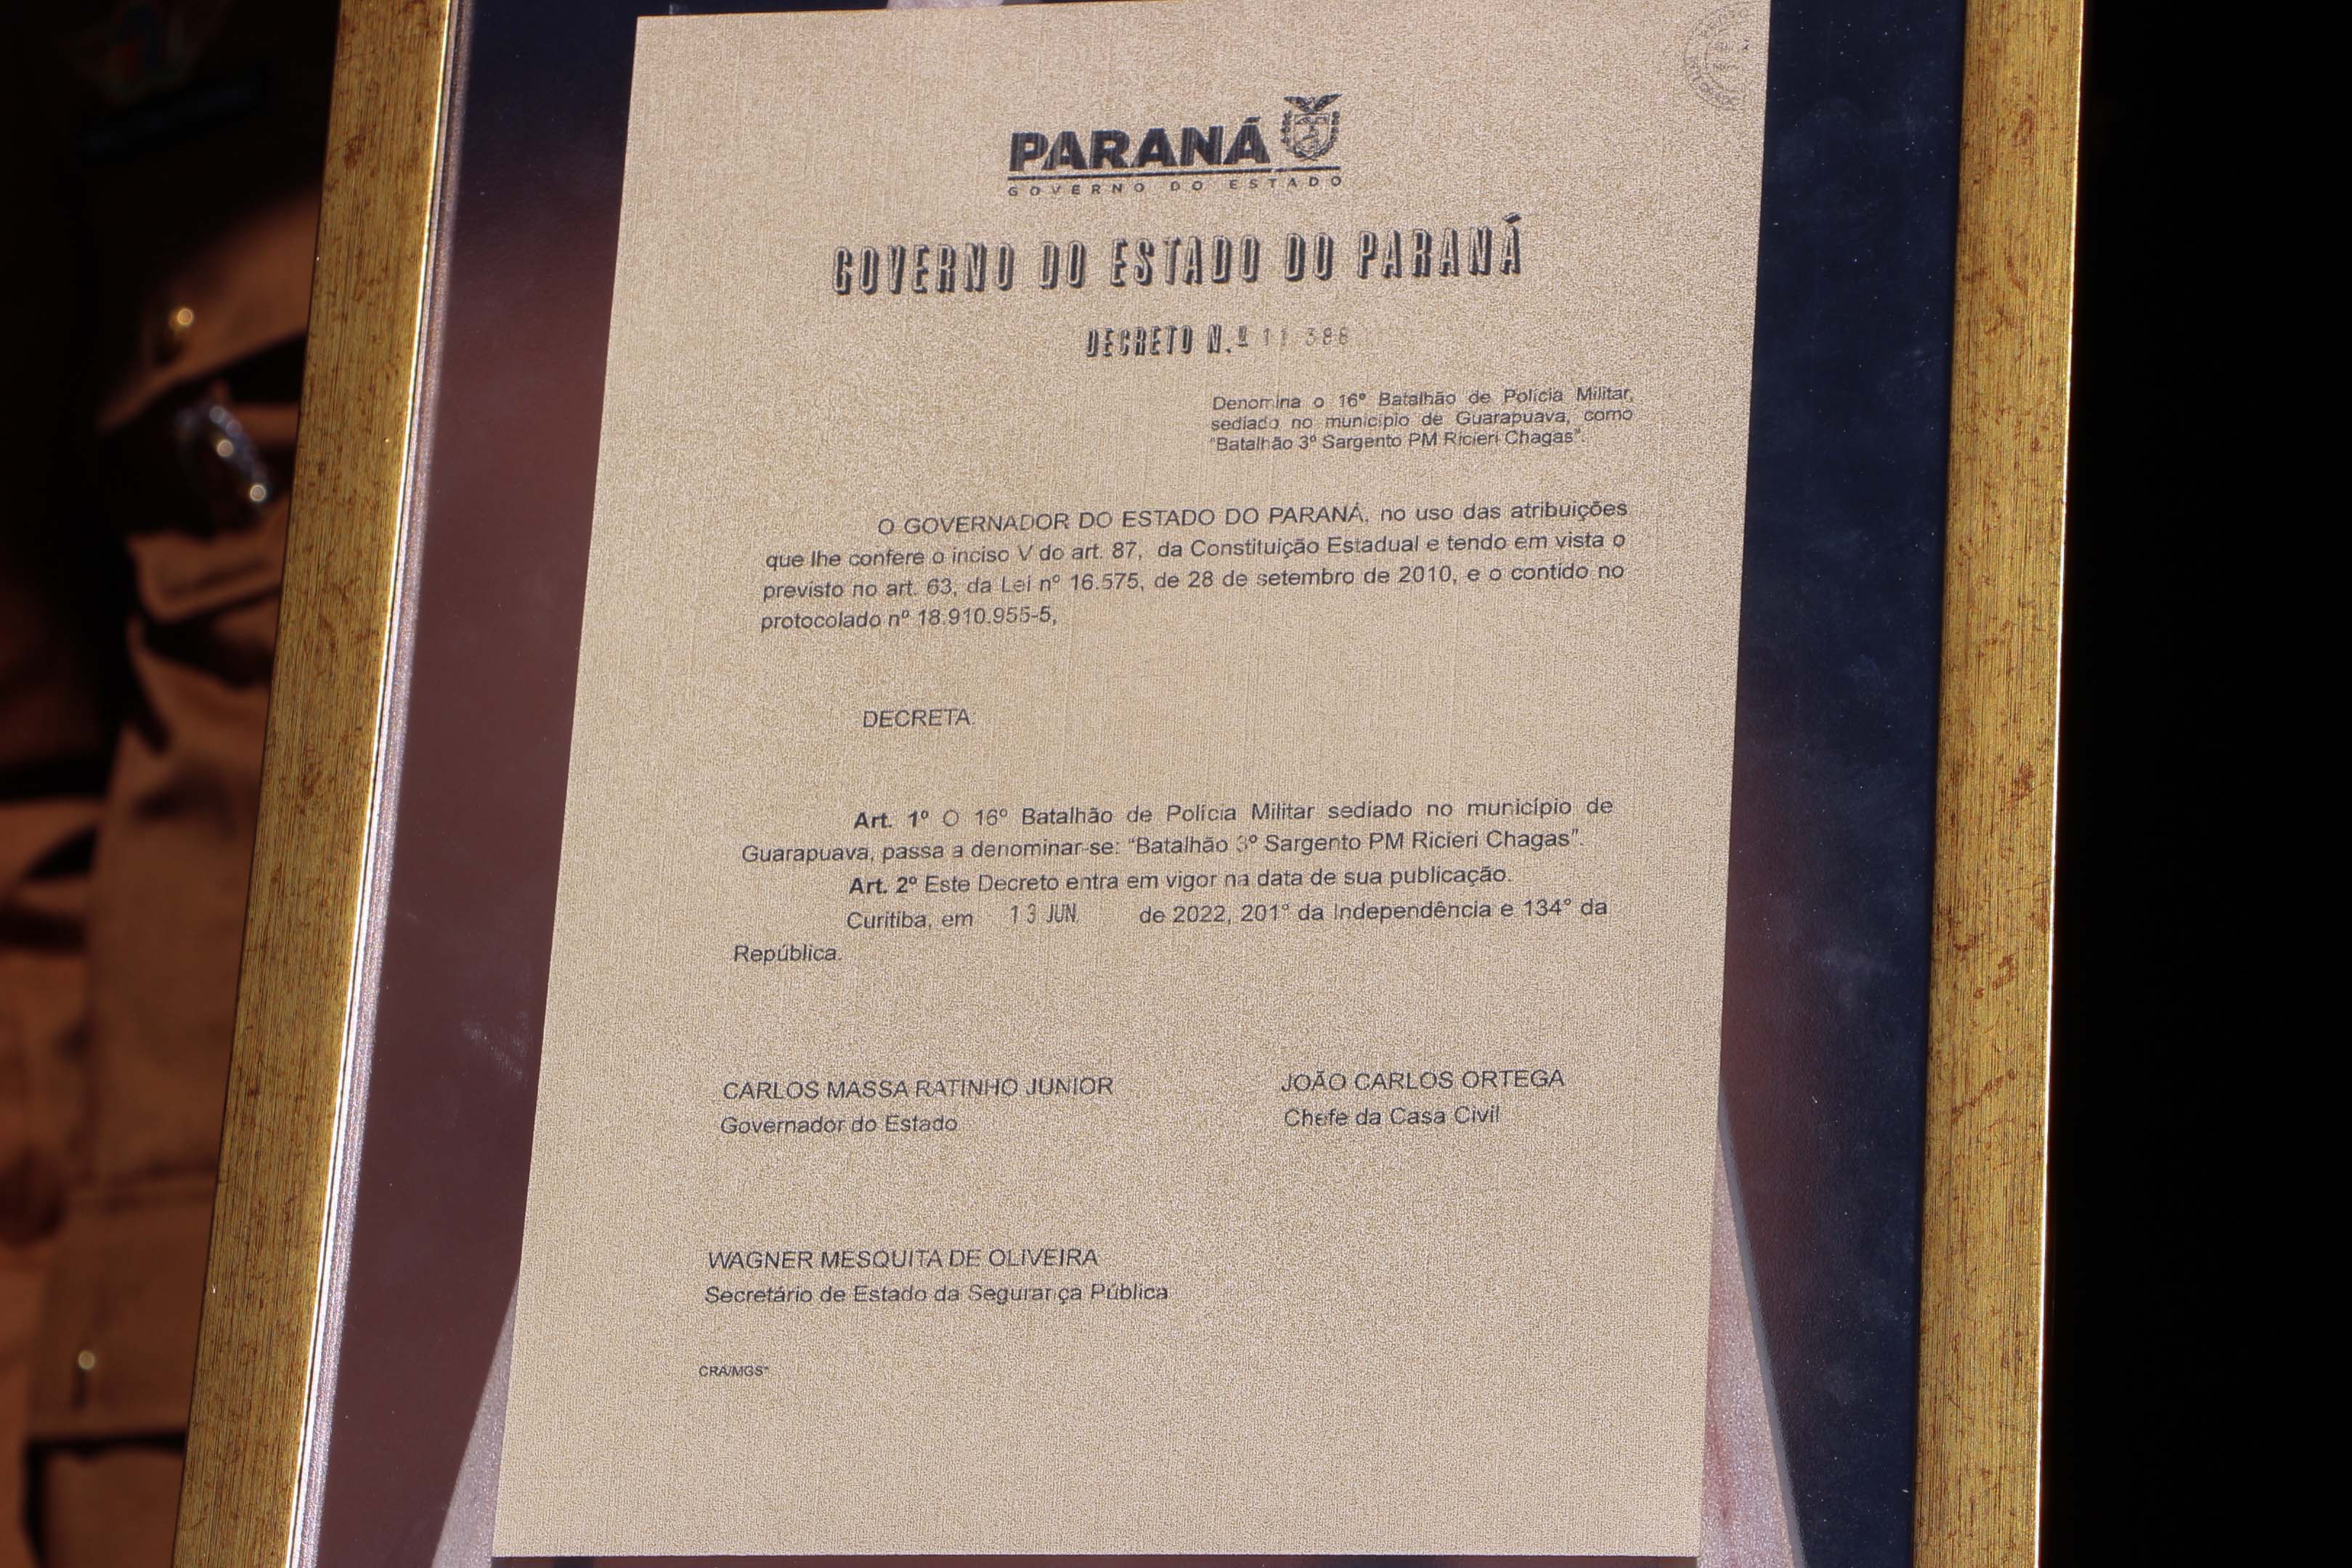 PARANÁ
GOVERNO DO ESTADO
GOVERNO DO ESTADO DO PARANÁ
DECRETO N.º 11 386
Denomina o 16º Batalhão de Polícia Militar,
sediado no município de Guarapuava, como
"Batalhão 3º Sargento PM Ricieri Chagas".
O GOVERNADOR DO ESTADO DO PARANÁ, no uso das atribuições
que lhe confere o inciso V do art. 87, da Constituição Estadual e tendo em vista o
previsto no art. 63, da Lei nº 16.575, de 28 de setembro de 2010, e o contido no
protocolado nº 18.910.955-5,
DECRETA:
Art. 1º O 16º Batalhão de Polícia Militar sediado no município de
Guarapuava, passa a denominar-se: "Batalhão 3º Sargento PM Ricieri Chagas".
Art. 2º Este Decreto entra em vigor na data de sua publicação.
Curitiba, em 13 JUN. de 2022, 201° da Independência e 134° da
República.
CARLOS MASSA RATINHO JUNIOR JOÃO CARLOS ORTEGA
Governador do Estado Chefe da Casa Civil
WAGNER MESQUITA DE OLIVEIRA
Secretário de Estado da Segurança Pública
CRA/MGS*